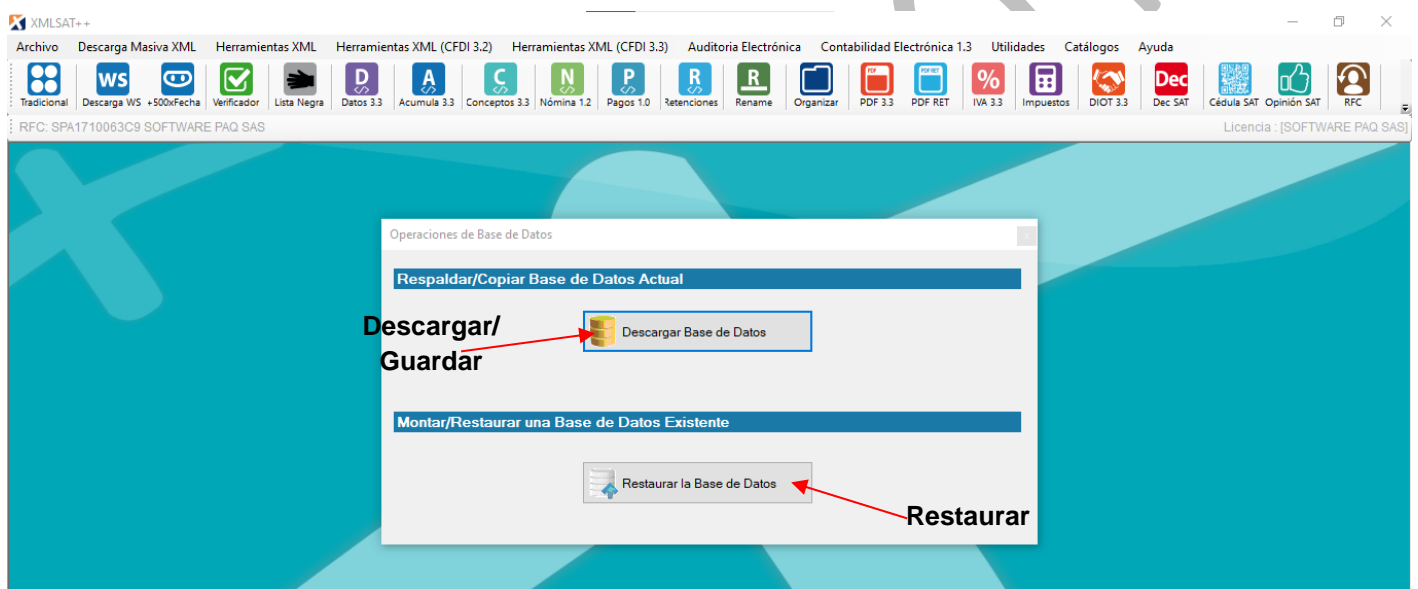 XMLSAT++
Archivo Descarga Masiva XML Herramientas XML Herramientas XML (CFDI 3.2) Herramientas XML (CFDI 3.3) Auditoria Electrónica Contabilidad Electrónica 1.3 Utilidades Catálogos Ayuda
WS D A C N P R R PDF PDF RET % Dec
Tradicional Descarga WS +500xFecha Verificador Lista Negra Datos 3.3 Acumula 3.3 Conceptos 3.3 Nómina 1.2 Pagos 1.0 Retenciones Rename Organizar PDF 3.3 PDF RET IVA 3.3 Impuestos DIOT 3.3 Dec SAT Cédula SAT Opinión SAT RFC
RFC: SPA1710063C9 SOFTWARE PAQ SAS Licencia : [SOFTWARE PAQ SAS]
Operaciones de Base de Datos
Respaldar/Copiar Base de Datos Actual
Descargar/
Guardar
Descargar Base de Datos
Montar/Restaurar una Base de Datos Existente
Restaurar la Base de Datos
Restaurar